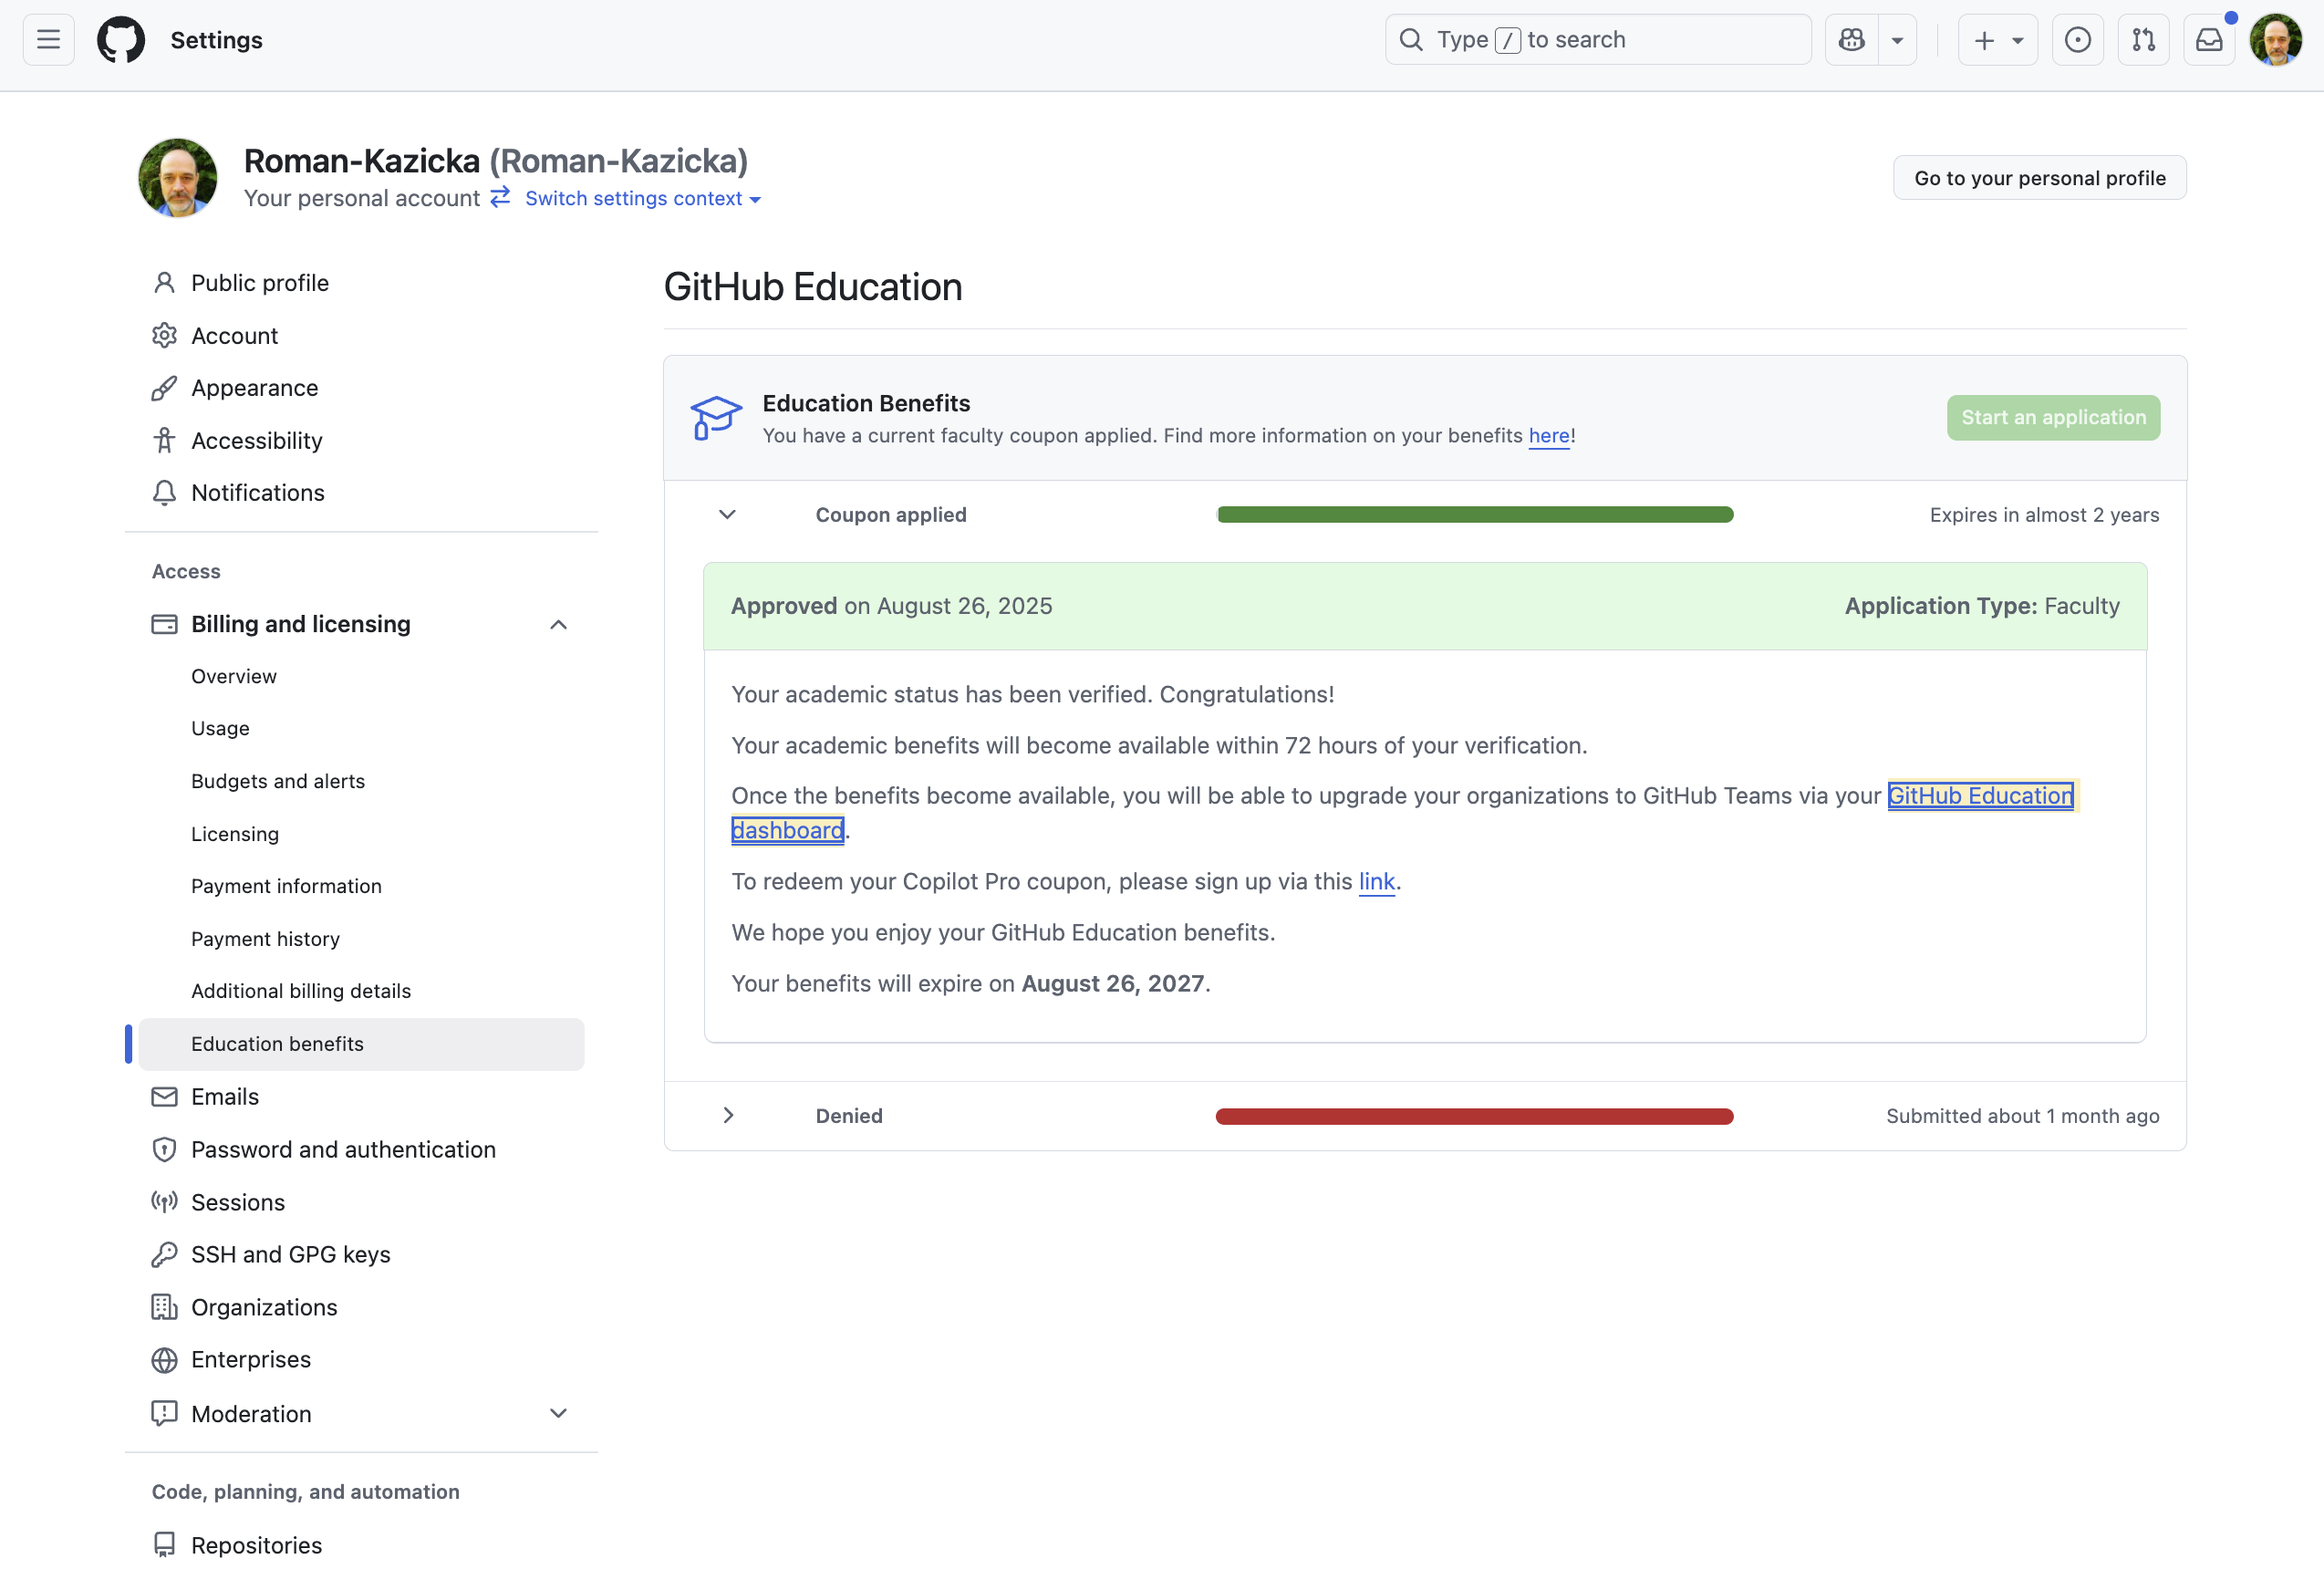 Settings
Type / to search
Roman-Kazicka (Roman-Kazicka)
Your personal account Switch settings context
Go to your personal profile
Public profile
Account
Appearance
Accessibility
Notifications
Access
Billing and licensing
Overview
Usage
Budgets and alerts
Licensing
Payment information
Payment history
Additional billing details
Education benefits
Emails
Password and authentication
Sessions
SSH and GPG keys
Organizations
Enterprises
Moderation
Code, planning, and automation
Repositories
GitHub Education
Education Benefits
You have a current faculty coupon applied. Find more information on your benefits here!
Start an application
Coupon applied
Expires in almost 2 years
Approved on August 26, 2025
Application Type: Faculty
Your academic status has been verified. Congratulations!
Your academic benefits will become available within 72 hours of your verification.
Once the benefits become available, you will be able to upgrade your organizations to GitHub Teams via your GitHub Education
dashboard.
To redeem your Copilot Pro coupon, please sign up via this link.
We hope you enjoy your GitHub Education benefits.
Your benefits will expire on August 26, 2027.
Denied
Submitted about 1 month ago